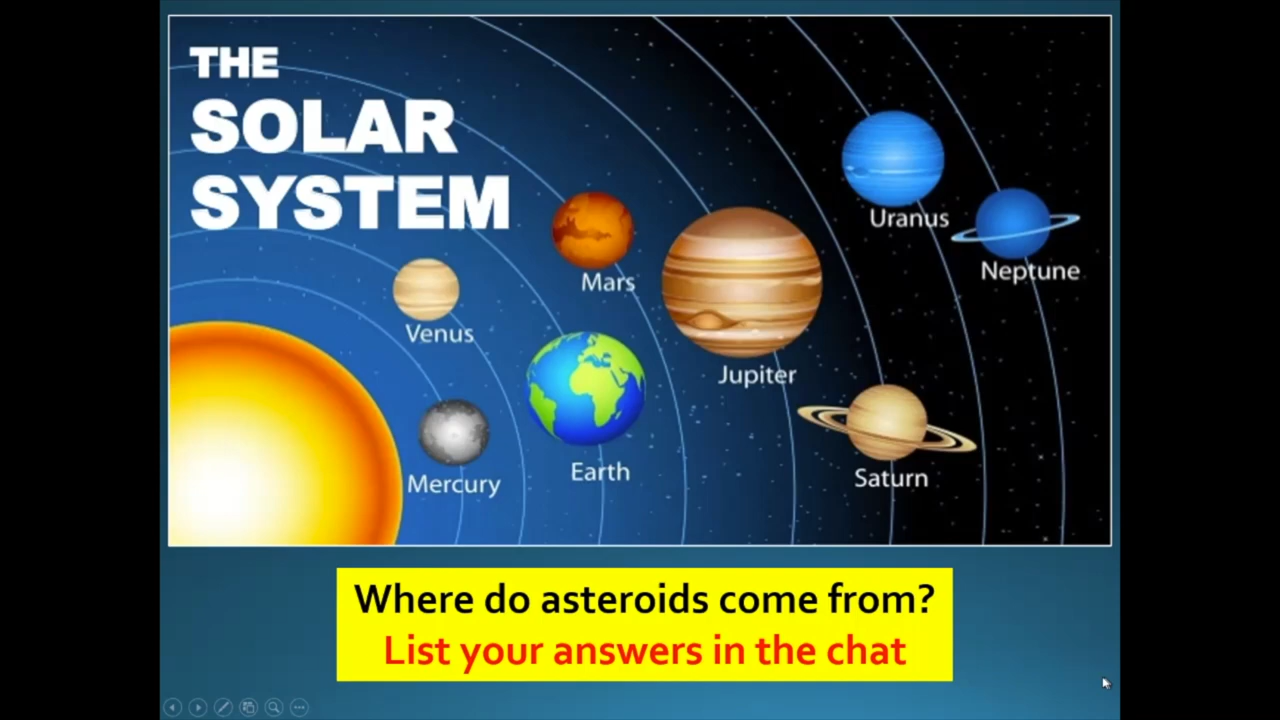 THE
SOLAR
SYSTEM
Uranus
Neptune
Mars
Venus
Jupiter
Earth
Mercury
Saturn
Where do asteroids come from?
List your answers in the chat